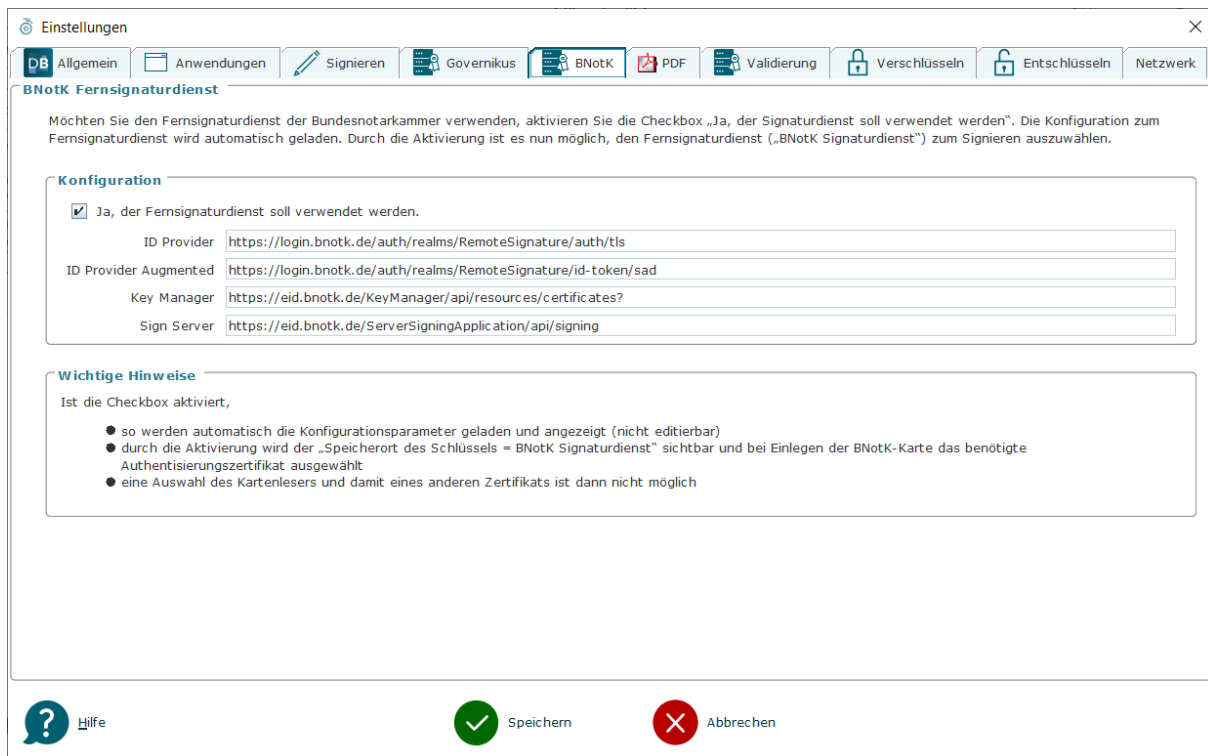 Einstellungen
DB Allgemein Anwendungen Signieren Governikus BNotK PDF Validierung Verschlüsseln Entschlüsseln Netzwerk
BNotK Fernsignaturdienst
Möchten Sie den Fernsignaturdienst der Bundesnotarkammer verwenden, aktivieren Sie die Checkbox „Ja, der Signaturdienst soll verwendet werden“. Die Konfiguration zum
Fernsignaturdienst wird automatisch geladen. Durch die Aktivierung ist es nun möglich, den Fernsignaturdienst („BNotK Signaturdienst“) zum Signieren auszuwählen.
Konfiguration
Ja, der Fernsignaturdienst soll verwendet werden.
ID Provider https://login.bnotk.de/auth/realms/RemoteSignature/auth/tls
ID Provider Augmented https://login.bnotk.de/auth/realms/RemoteSignature/id-token/sad
Key Manager https://eid.bnotk.de/KeyManager/api/resources/certificates?
Sign Server https://eid.bnotk.de/ServerSigningApplication/api/signing
Wichtige Hinweise
Ist die Checkbox aktiviert,
● so werden automatisch die Konfigurationsparameter geladen und angezeigt (nicht editierbar)
● durch die Aktivierung wird der „Speicherort des Schlüssels = BNotK Signaturdienst“ sichtbar und bei Einlegen der BNotK-Karte das benötigte
Authentisierungszertifikat ausgewählt
● eine Auswahl des Kartenlesers und damit eines anderen Zertifikats ist dann nicht möglich
? Hilfe Speichern Abbrechen